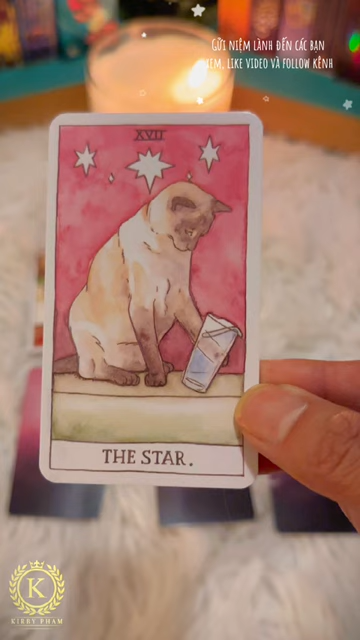 Gửi niệm lành đến các bạn
xem, like video và follow kênh
XVII
THE STAR.
K
KIRBY PHAM